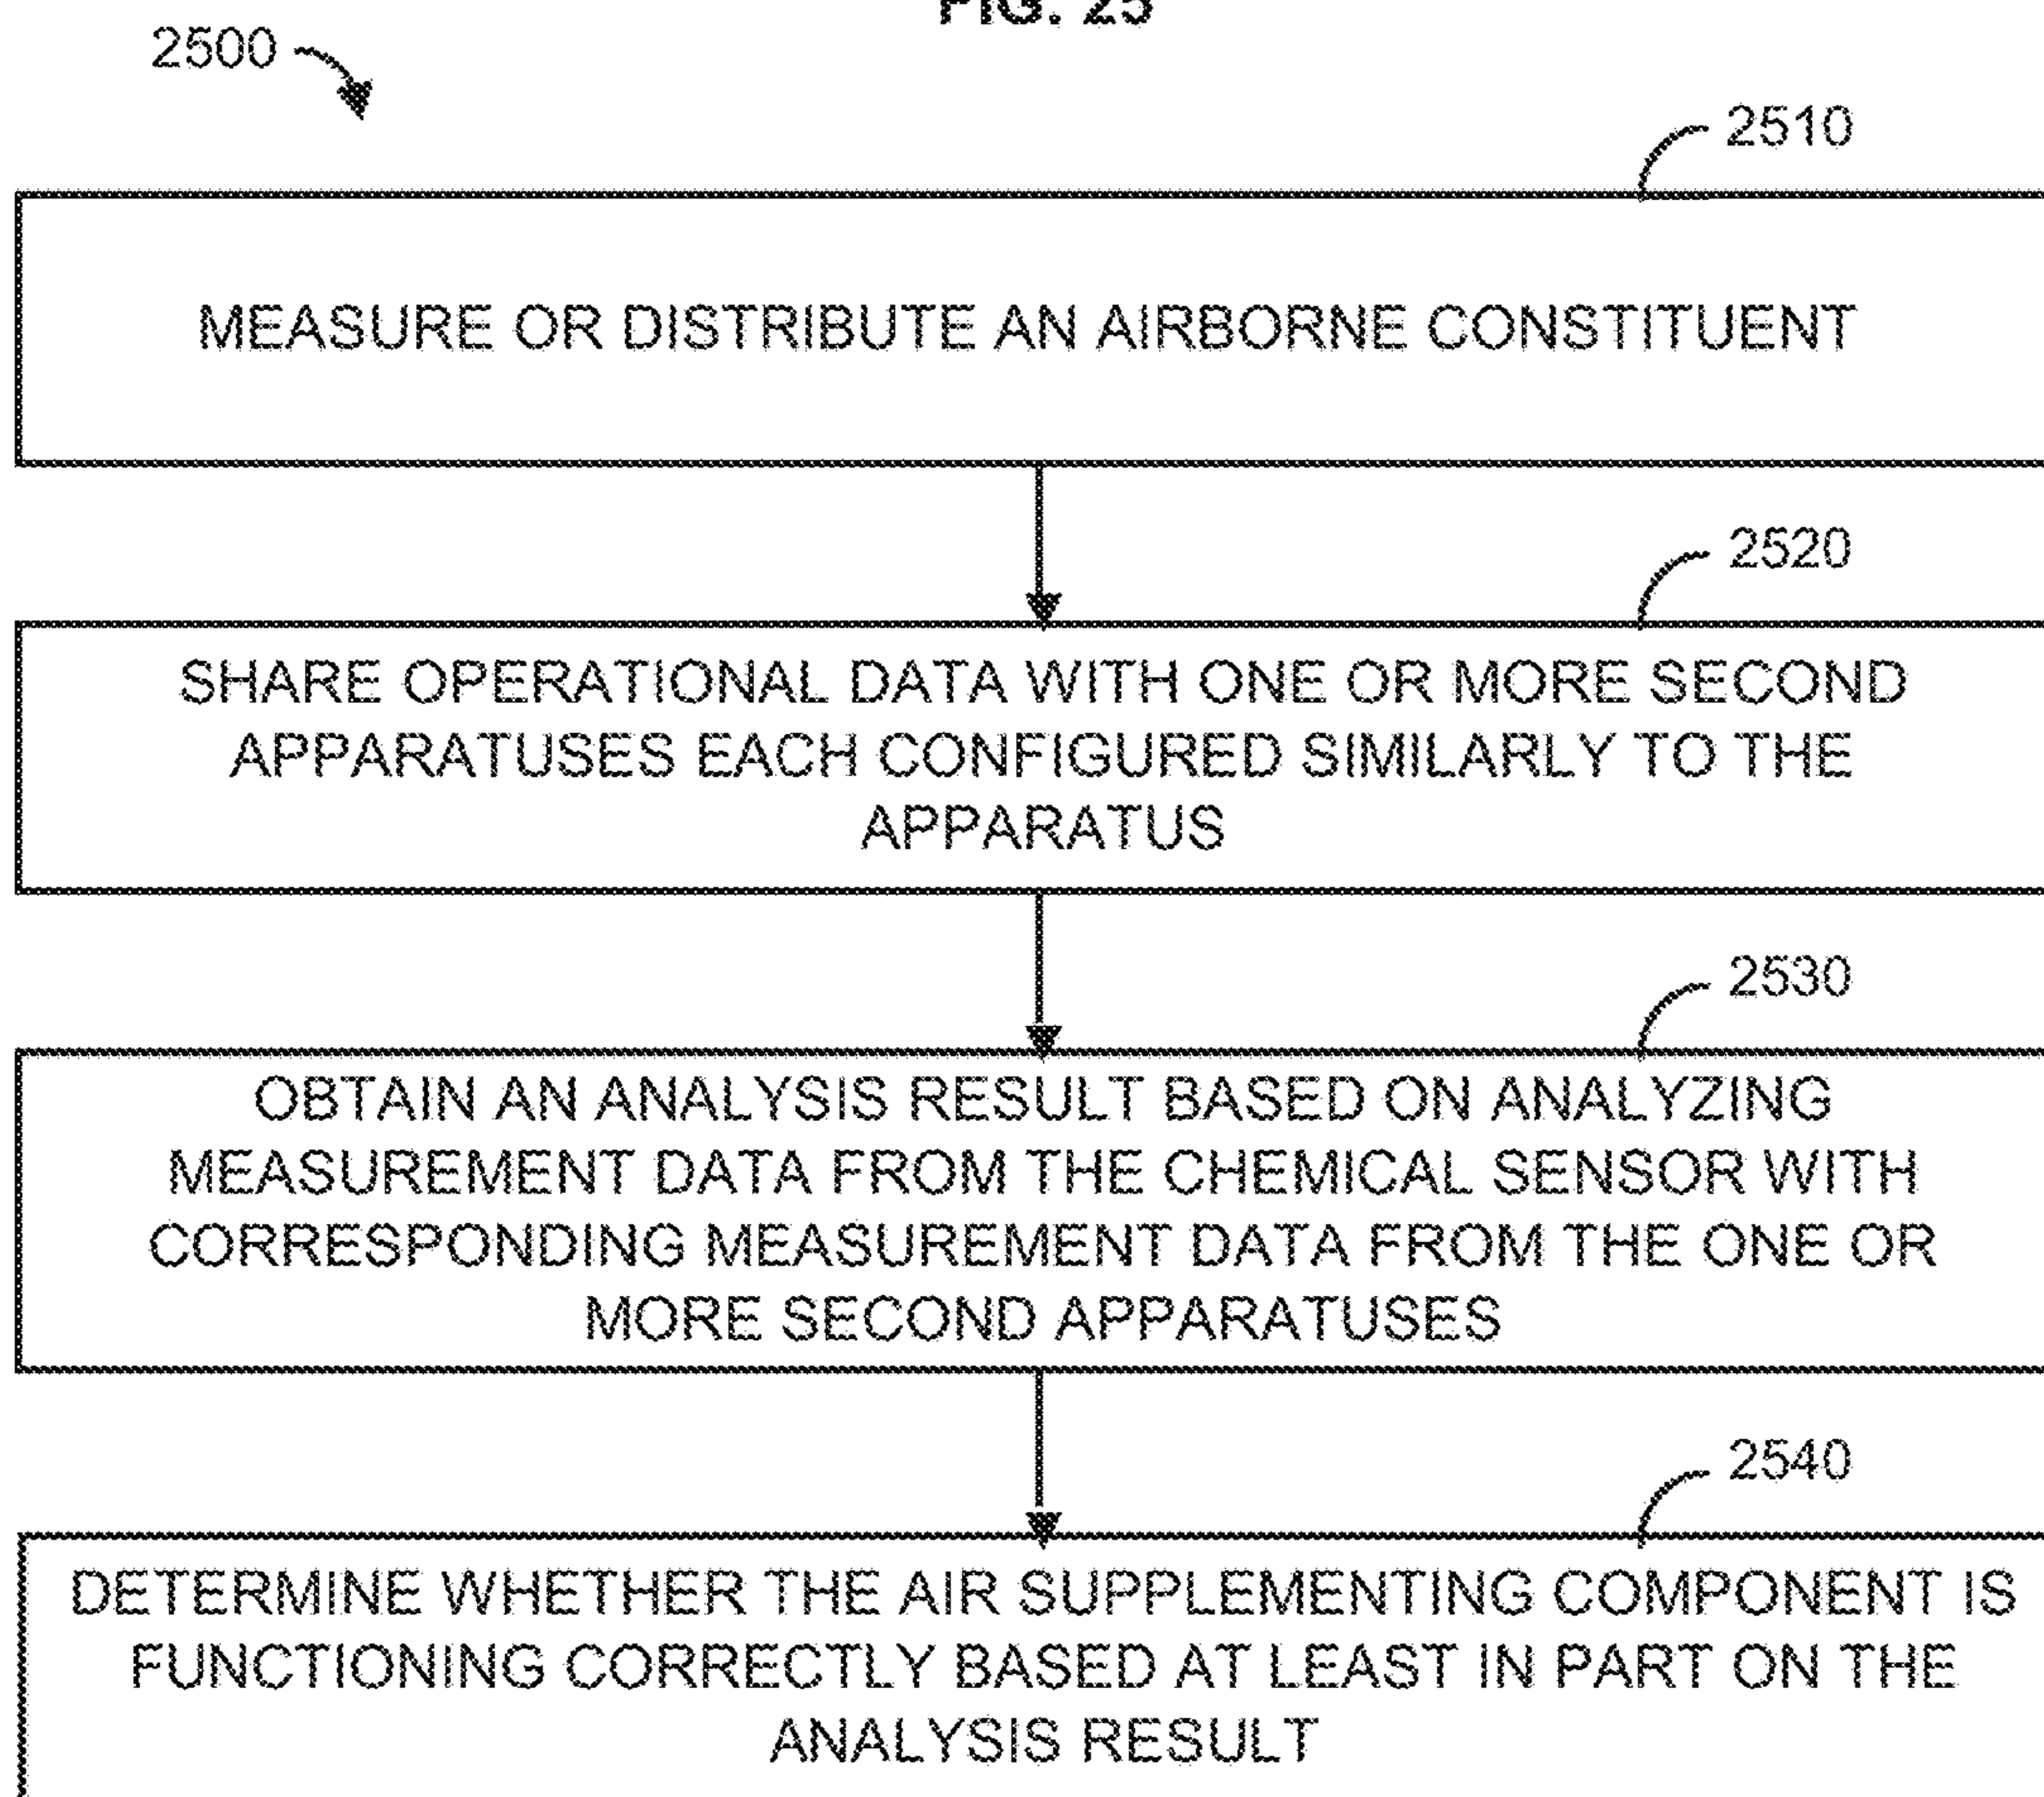 FIG. 25
2500
2510
MEASURE OR DISTRIBUTE AN AIRBORNE CONSTITUENT
2520
SHARE OPERATIONAL DATA WITH ONE OR MORE SECOND
APPARATUSES EACH CONFIGURED SIMILARLY TO THE
APPARATUS
2530
OBTAIN AN ANALYSIS RESULT BASED ON ANALYZING
MEASUREMENT DATA FROM THE CHEMICAL SENSOR WITH
CORRESPONDING MEASUREMENT DATA FROM THE ONE OR
MORE SECOND APPARATUSES
2540
DETERMINE WHETHER THE AIR SUPPLEMENTING COMPONENT IS
FUNCTIONING CORRECTLY BASED AT LEAST IN PART ON THE
ANALYSIS RESULT